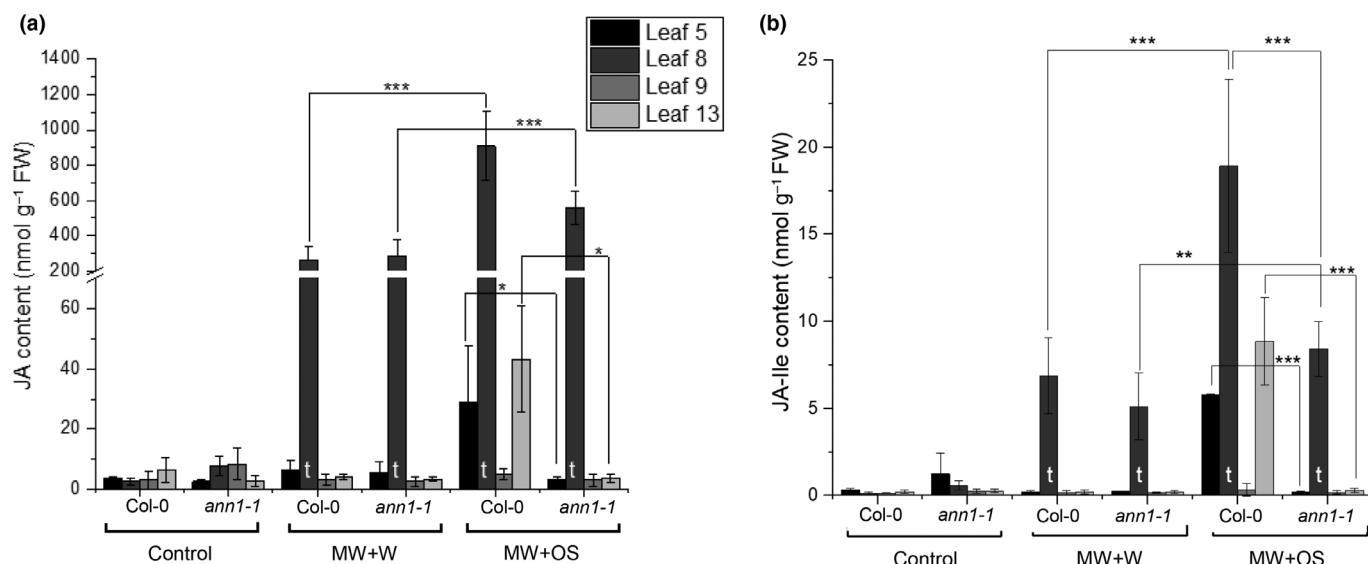 (a)
JA content (nmol g⁻¹ FW)
1400
1200
1000
800
600
400
200
60
40
20
0
Leaf 5
Leaf 8
Leaf 9
Leaf 13
***
***
*
*
t
t
t
t
Col-0 ann1-1 Col-0 ann1-1 Col-0 ann1-1
Control MW+W MW+OS
(b)
JA-Ile content (nmol g⁻¹ FW)
25
20
15
10
5
0
*** ***
**
***
***
t
t
t
t
Col-0 ann1-1 Col-0 ann1-1 Col-0 ann1-1
Control MW+W MW+OS